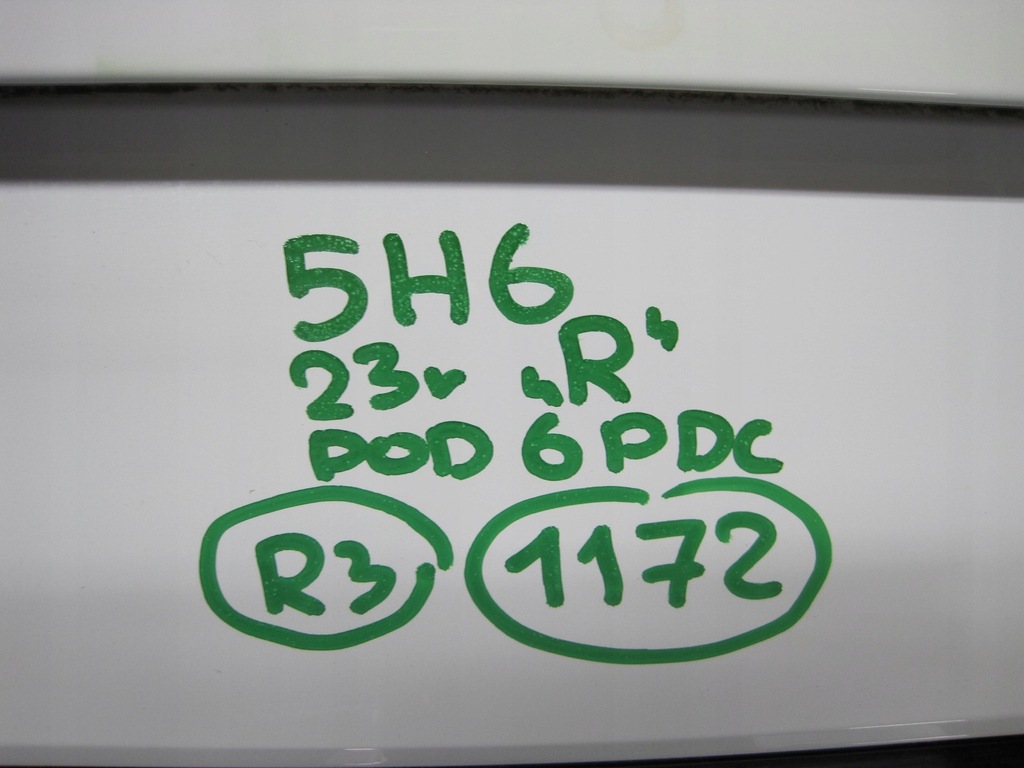 5H6
23r „R"
POD 6 PDC
R3 1172